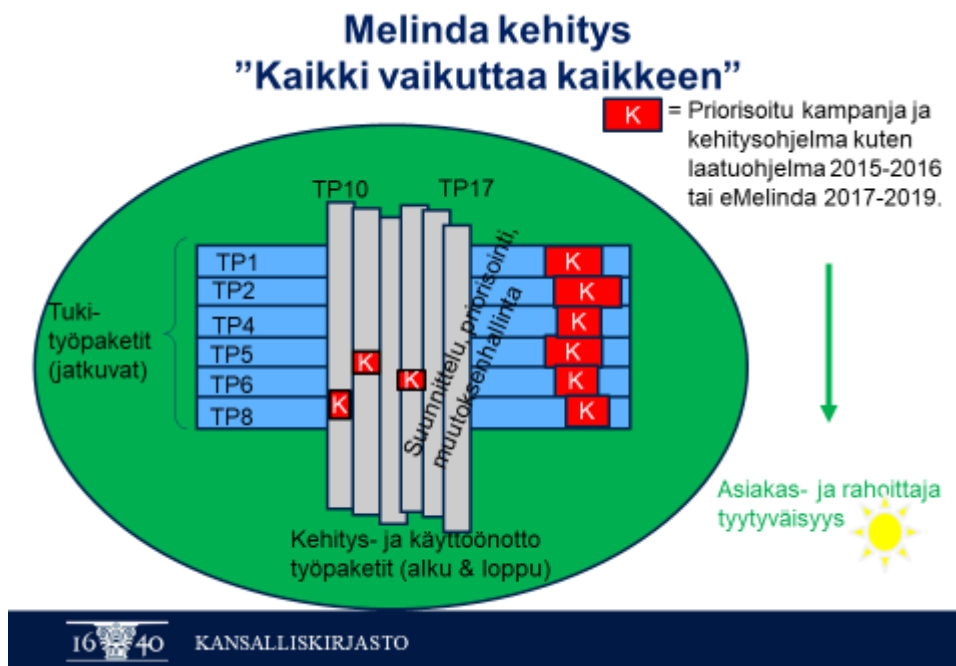 Melinda kehitys
”Kaikki vaikuttaa kaikkeen”
K = Priorisoitu kampanja ja
kehitysohjelma kuten
laatuohjelma 2015-2016
tai eMelinda 2017-2019.
TP10
TP17
TP1
TP2
TP4
TP5
TP6
TP8
K
K
K
K
K
K
K
K
K
Tuki-
työpaketit
(jatkuvat)
Suunnittelu, priorisointi,
muutoksenhallinta
Kehitys- ja käyttöönotto
työpaketit (alku & loppu)
Asiakas- ja rahoittaja
tyytyväisyys
16 40 KANSALLISKIRJASTO